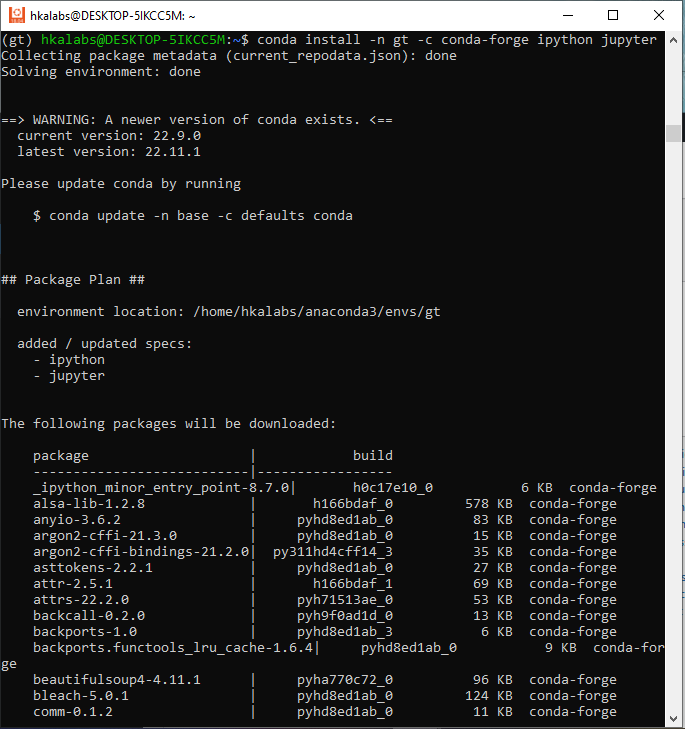 hkalabs@DESKTOP-5IKCC5M: ~
(gt) hkalabs@DESKTOP-5IKCC5M:~$ conda install -n gt -c conda-forge ipython jupyter
Collecting package metadata (current_repodata.json): done
Solving environment: done
==> WARNING: A newer version of conda exists. <==
  current version: 22.9.0
  latest version: 22.11.1
Please update conda by running
    $ conda update -n base -c defaults conda
## Package Plan ##
  environment location: /home/hkalabs/anaconda3/envs/gt
  added / updated specs:
    - ipython
    - jupyter
The following packages will be downloaded:
    package                    |            build
    ---------------------------|-----------------
    _ipython_minor_entry_point-8.7.0|       h0c17e10_0           6 KB  conda-forge
    alsa-lib-1.2.8             |       h166bdaf_0         578 KB  conda-forge
    anyio-3.6.2                |     pyhd8ed1ab_0          83 KB  conda-forge
    argon2-cffi-21.3.0         |     pyhd8ed1ab_0          15 KB  conda-forge
    argon2-cffi-bindings-21.2.0|  py311hd4cff14_3          35 KB  conda-forge
    asttokens-2.2.1            |     pyhd8ed1ab_0          27 KB  conda-forge
    attr-2.5.1                 |       h166bdaf_1          69 KB  conda-forge
    attrs-22.2.0               |     pyh71513ae_0          53 KB  conda-forge
    backcall-0.2.0             |     pyh9f0ad1d_0          13 KB  conda-forge
    backports-1.0              |     pyhd8ed1ab_3           6 KB  conda-forge
    backports.functools_lru_cache-1.6.4|     pyhd8ed1ab_0           9 KB  conda-for
ge
    beautifulsoup4-4.11.1      |     pyha770c72_0          96 KB  conda-forge
    bleach-5.0.1               |     pyhd8ed1ab_0         124 KB  conda-forge
    comm-0.1.2                 |     pyhd8ed1ab_0          11 KB  conda-forge